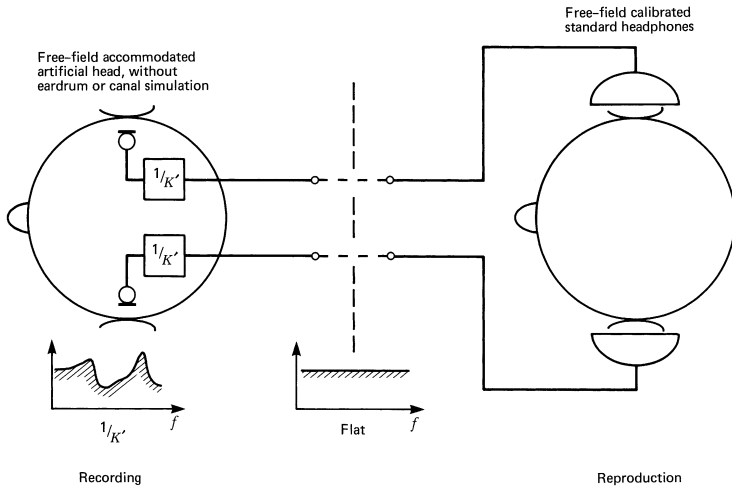 Free-field calibrated
standard headphones
Free-field accommodated
artificial head, without
eardrum or canal simulation
1/K′
1/K′
1/K′
f
Flat
f
Recording
Reproduction